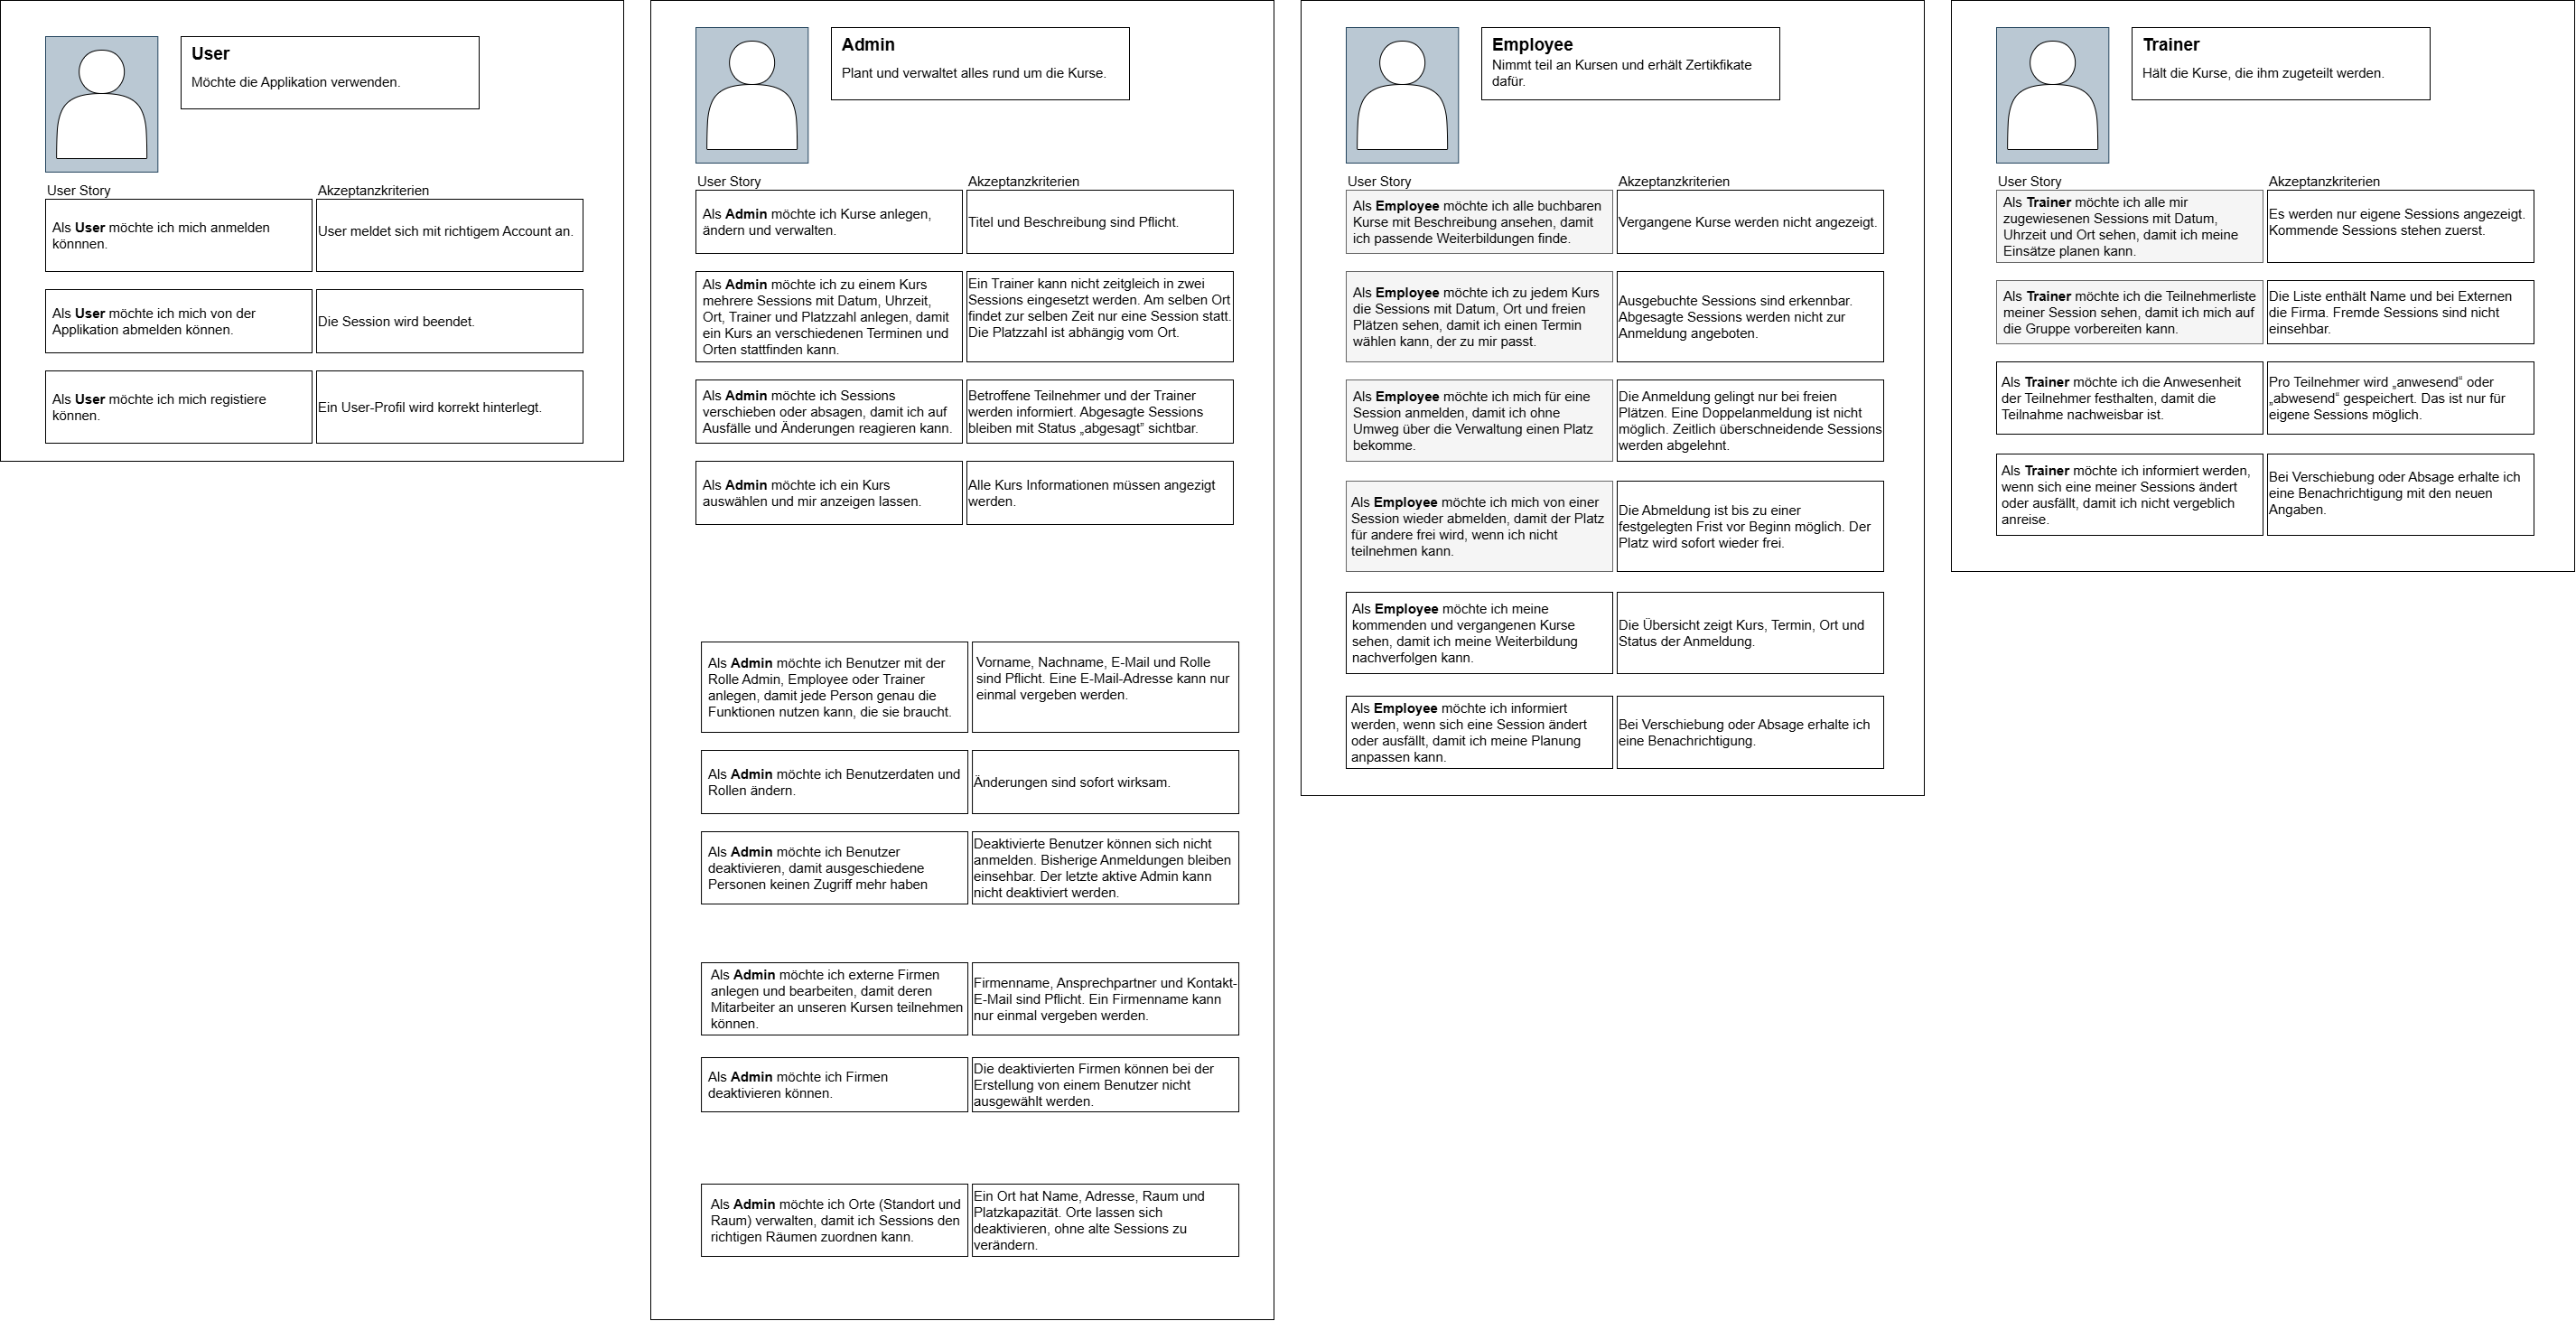 User
Möchte die Applikation verwenden.
User Story
Akzeptanzkriterien
Als User möchte ich mich anmelden
könnnen.
User meldet sich mit richtigem Account an.
Als User möchte ich mich von der
Applikation abmelden können.
Die Session wird beendet.
Als User möchte ich mich registiere
können.
Ein User-Profil wird korrekt hinterlegt.
Admin
Plant und verwaltet alles rund um die Kurse.
User Story
Akzeptanzkriterien
Als Admin möchte ich Kurse anlegen,
ändern und verwalten.
Titel und Beschreibung sind Pflicht.
Als Admin möchte ich zu einem Kurs
mehrere Sessions mit Datum, Uhrzeit,
Ort, Trainer und Platzzahl anlegen, damit
ein Kurs an verschiedenen Terminen und
Orten stattfinden kann.
Ein Trainer kann nicht zeitgleich in zwei
Sessions eingesetzt werden. Am selben Ort
findet zur selben Zeit nur eine Session statt.
Die Platzzahl ist abhängig vom Ort.
Als Admin möchte ich Sessions
verschieben oder absagen, damit ich auf
Ausfälle und Änderungen reagieren kann.
Betroffene Teilnehmer und der Trainer
werden informiert. Abgesagte Sessions
bleiben mit Status „abgesagt" sichtbar.
Als Admin möchte ich ein Kurs
auswählen und mir anzeigen lassen.
Alle Kurs Informationen müssen angezigt
werden.
Als Admin möchte ich Benutzer mit der
Rolle Admin, Employee oder Trainer
anlegen, damit jede Person genau die
Funktionen nutzen kann, die sie braucht.
Vorname, Nachname, E-Mail und Rolle
sind Pflicht. Eine E-Mail-Adresse kann nur
einmal vergeben werden.
Als Admin möchte ich Benutzerdaten und
Rollen ändern.
Änderungen sind sofort wirksam.
Als Admin möchte ich Benutzer
deaktivieren, damit ausgeschiedene
Personen keinen Zugriff mehr haben
Deaktivierte Benutzer können sich nicht
anmelden. Bisherige Anmeldungen bleiben
einsehbar. Der letzte aktive Admin kann
nicht deaktiviert werden.
Als Admin möchte ich externe Firmen
anlegen und bearbeiten, damit deren
Mitarbeiter an unseren Kursen teilnehmen
können.
Firmenname, Ansprechpartner und Kontakt-
E-Mail sind Pflicht. Ein Firmenname kann
nur einmal vergeben werden.
Als Admin möchte ich Firmen
deaktivieren können.
Die deaktivierten Firmen können bei der
Erstellung von einem Benutzer nicht
ausgewählt werden.
Als Admin möchte ich Orte (Standort und
Raum) verwalten, damit ich Sessions den
richtigen Räumen zuordnen kann.
Ein Ort hat Name, Adresse, Raum und
Platzkapazität. Orte lassen sich
deaktivieren, ohne alte Sessions zu
verändern.
Employee
Nimmt teil an Kursen und erhält Zertikfikate
dafür.
User Story
Akzeptanzkriterien
Als Employee möchte ich alle buchbaren
Kurse mit Beschreibung ansehen, damit
ich passende Weiterbildungen finde.
Vergangene Kurse werden nicht angezeigt.
Als Employee möchte ich zu jedem Kurs
die Sessions mit Datum, Ort und freien
Plätzen sehen, damit ich einen Termin
wählen kann, der zu mir passt.
Ausgebuchte Sessions sind erkennbar.
Abgesagte Sessions werden nicht zur
Anmeldung angeboten.
Als Employee möchte ich mich für eine
Session anmelden, damit ich ohne
Umweg über die Verwaltung einen Platz
bekomme.
Die Anmeldung gelingt nur bei freien
Plätzen. Eine Doppelanmeldung ist nicht
möglich. Zeitlich überschneidende Sessions
werden abgelehnt.
Als Employee möchte ich mich von einer
Session wieder abmelden, damit der Platz
für andere frei wird, wenn ich nicht
teilnehmen kann.
Die Abmeldung ist bis zu einer
festgelegten Frist vor Beginn möglich. Der
Platz wird sofort wieder frei.
Als Employee möchte ich meine
kommenden und vergangenen Kurse
sehen, damit ich meine Weiterbildung
nachverfolgen kann.
Die Übersicht zeigt Kurs, Termin, Ort und
Status der Anmeldung.
Als Employee möchte ich informiert
werden, wenn sich eine Session ändert
oder ausfällt, damit ich meine Planung
anpassen kann.
Bei Verschiebung oder Absage erhalte ich
eine Benachrichtigung.
Trainer
Hält die Kurse, die ihm zugeteilt werden.
User Story
Akzeptanzkriterien
Als Trainer möchte ich alle mir
zugewiesenen Sessions mit Datum,
Uhrzeit und Ort sehen, damit ich meine
Einsätze planen kann.
Es werden nur eigene Sessions angezeigt.
Kommende Sessions stehen zuerst.
Als Trainer möchte ich die Teilnehmerliste
meiner Session sehen, damit ich mich auf
die Gruppe vorbereiten kann.
Die Liste enthält Name und bei Externen
die Firma. Fremde Sessions sind nicht
einsehbar.
Als Trainer möchte ich die Anwesenheit
der Teilnehmer festhalten, damit die
Teilnahme nachweisbar ist.
Pro Teilnehmer wird „anwesend“ oder
„abwesend“ gespeichert. Das ist nur für
eigene Sessions möglich.
Als Trainer möchte ich informiert werden,
wenn sich eine meiner Sessions ändert
oder ausfällt, damit ich nicht vergeblich
anreise.
Bei Verschiebung oder Absage erhalte ich
eine Benachrichtigung mit den neuen
Angaben.